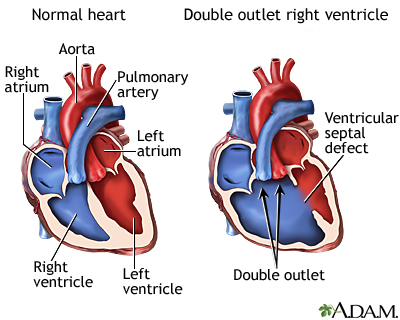 Normal heart
Double outlet right ventricle
Aorta
Right
atrium
Pulmonary
artery
Left
atrium
Ventricular
septal
defect
Right
ventricle
Left
ventricle
Double outlet
ADAM.